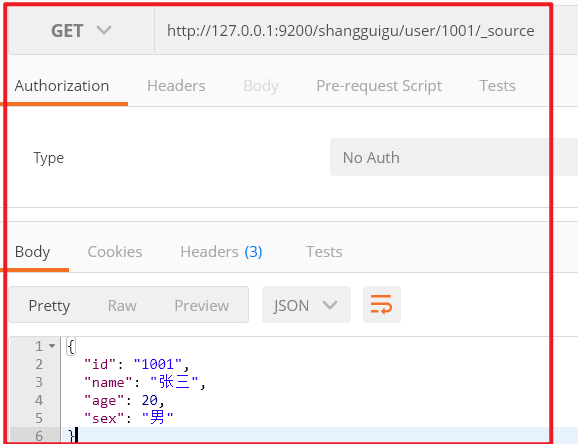 GET http://127.0.0.1:9200/shangguigu/user/1001/_source
Authorization Headers Body Pre-request Script Tests
Type No Auth
Body Cookies Headers (3) Tests
Pretty Raw Preview JSON
1 {
2 "id": "1001",
3 "name": "张三",
4 "age": 20,
5 "sex": "男"
6 }